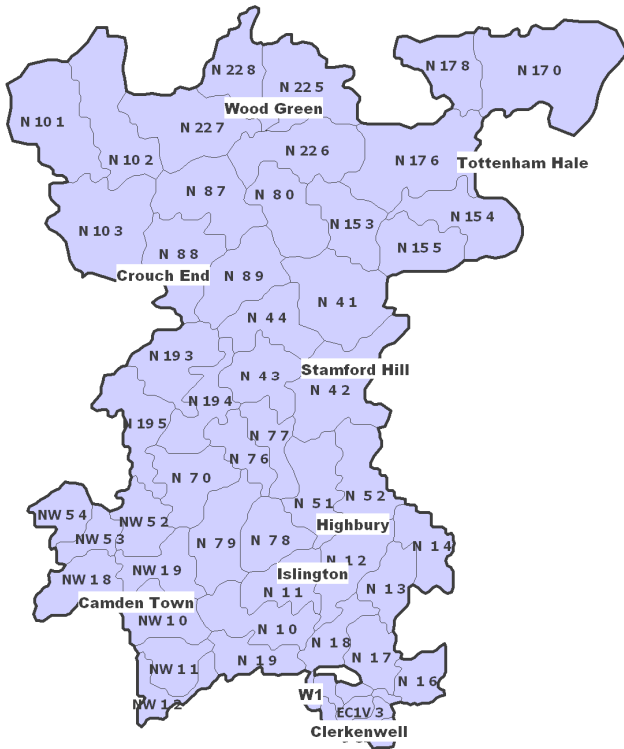 N 22 8
N 17 8
N 17 0
N 22 5
Wood Green
N 10 1
N 22 7
N 22 6
N 10 2
N 17 6
Tottenham Hale
N 8 7
N 8 0
N 15 3
N 15 4
N 10 3
N 15 5
N 8 8
Crouch End
N 8 9
N 4 1
N 4 4
N 19 3
Stamford Hill
N 4 3
N 4 2
N 19 4
N 19 5
N 7 7
N 7 6
N 7 0
N 5 1
N 5 2
NW 5 4
NW 5 2
Highbury
NW 5 3
N 7 9
N 7 8
N 1 4
N 1 2
NW 1 9
Islington
NW 1 8
N 1 1
N 1 3
Camden Town
NW 1 0
N 1 0
N 1 8
N 1 9
N 1 7
NW 1 1
N 1 6
W1
NW 1 2
EC1V 3
Clerkenwell